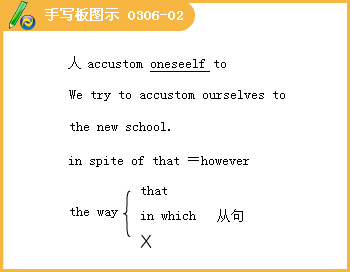 手写板图示 0306-02
人 accustom oneseelf to
We try to accustom ourselves to
the new school.
in spite of that =however
that
the way { in which 从句
X